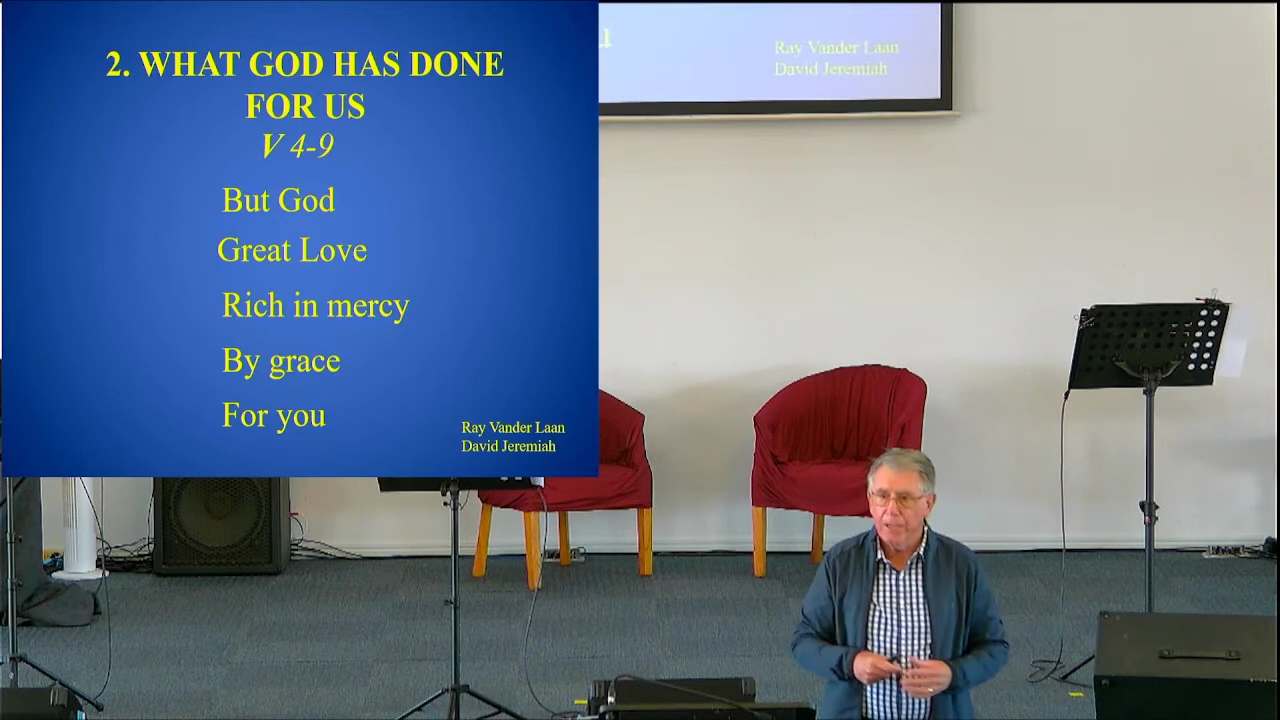 2. WHAT GOD HAS DONE
FOR US
V 4-9
But God
Great Love
Rich in mercy
By grace
For you
Ray Vander Laan
David Jeremiah
u
Ray Vander Laan
David Jeremiah